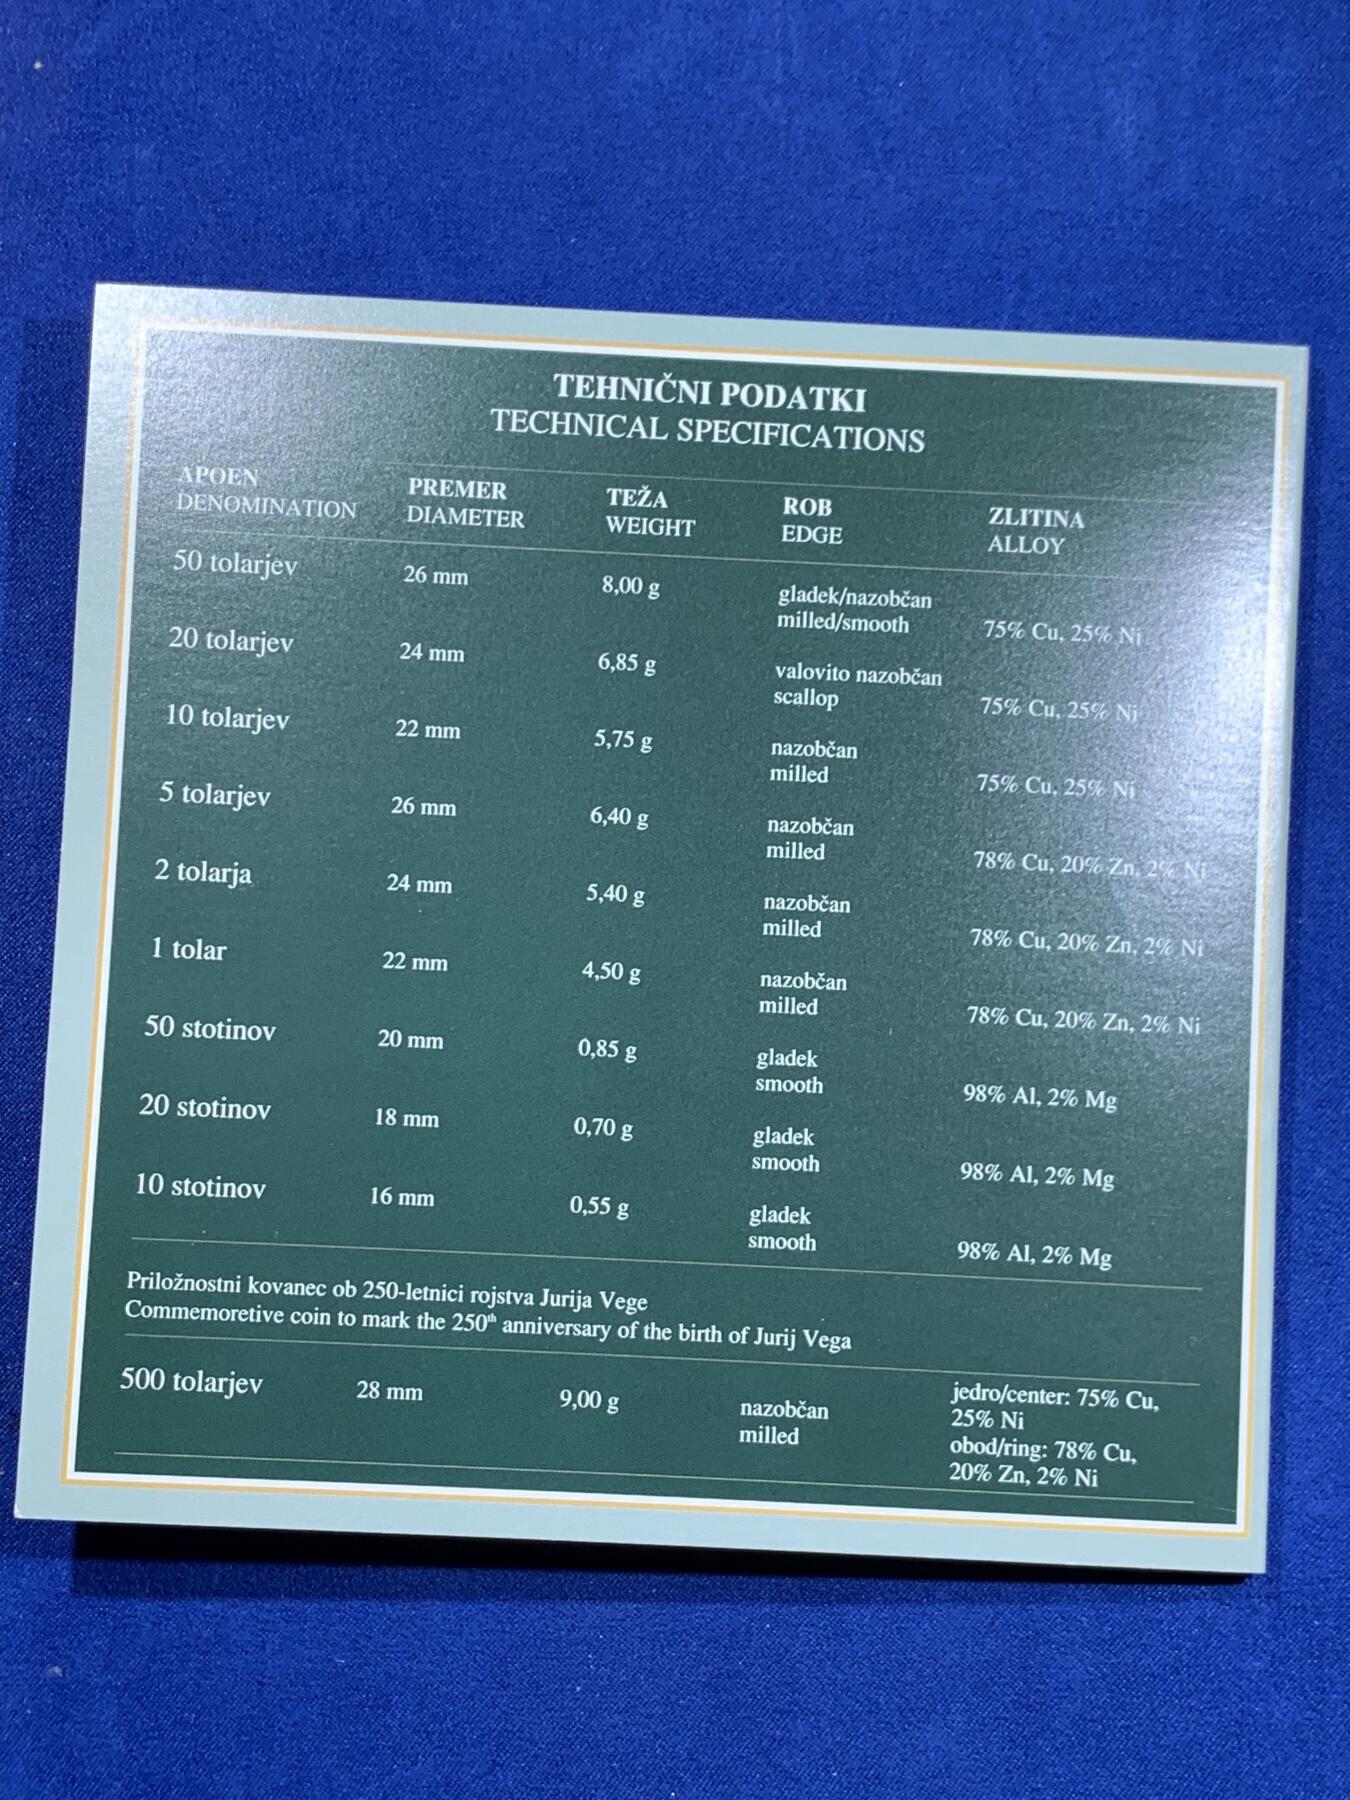 TEHNIČNI PODATKI
TECHNICAL SPECIFICATIONS
APOEN PREMER TEŽA ROB ZLITINA
DENOMINATION DIAMETER WEIGHT EDGE ALLOY
50 tolarjev 26 mm 8,00 g gladek/nazobčan
milled/smooth 75% Cu, 25% Ni
20 tolarjev 24 mm 6,85 g valovito nazobčan
scallop 75% Cu, 25% Ni
10 tolarjev 22 mm 5,75 g nazobčan
milled 75% Cu, 25% Ni
5 tolarjev 26 mm 6,40 g nazobčan
milled 78% Cu, 20% Zn, 2% Ni
2 tolarja 24 mm 5,40 g nazobčan
milled 78% Cu, 20% Zn, 2% Ni
1 tolar 22 mm 4,50 g nazobčan
milled 78% Cu, 20% Zn, 2% Ni
50 stotinov 20 mm 0,85 g gladek
smooth 98% Al, 2% Mg
20 stotinov 18 mm 0,70 g gladek
smooth 98% Al, 2% Mg
10 stotinov 16 mm 0,55 g gladek
smooth 98% Al, 2% Mg
Priložnostni kovanec ob 250-letnici rojstva Jurija Vege
Commemoretive coin to mark the 250th anniversary of the birth of Jurij Vega
500 tolarjev 28 mm 9,00 g nazobčan jedro/center: 75% Cu,
milled 25% Ni
obod/ring: 78% Cu,
20% Zn, 2% Ni